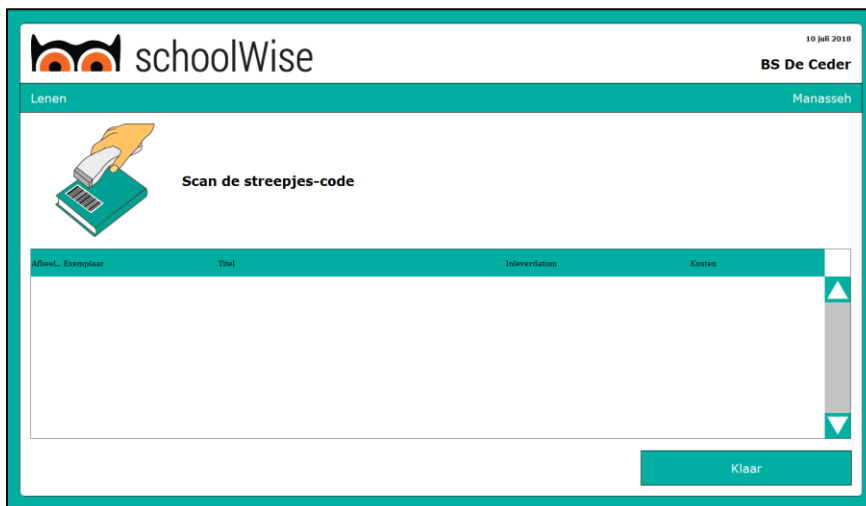 schoolWise
10 juli 2018
BS De Ceder
Lenen
Manasseh
Scan de streepjes-code
Afbeel... Exemplaar Titel Inleverdatum Kosten
Klaar